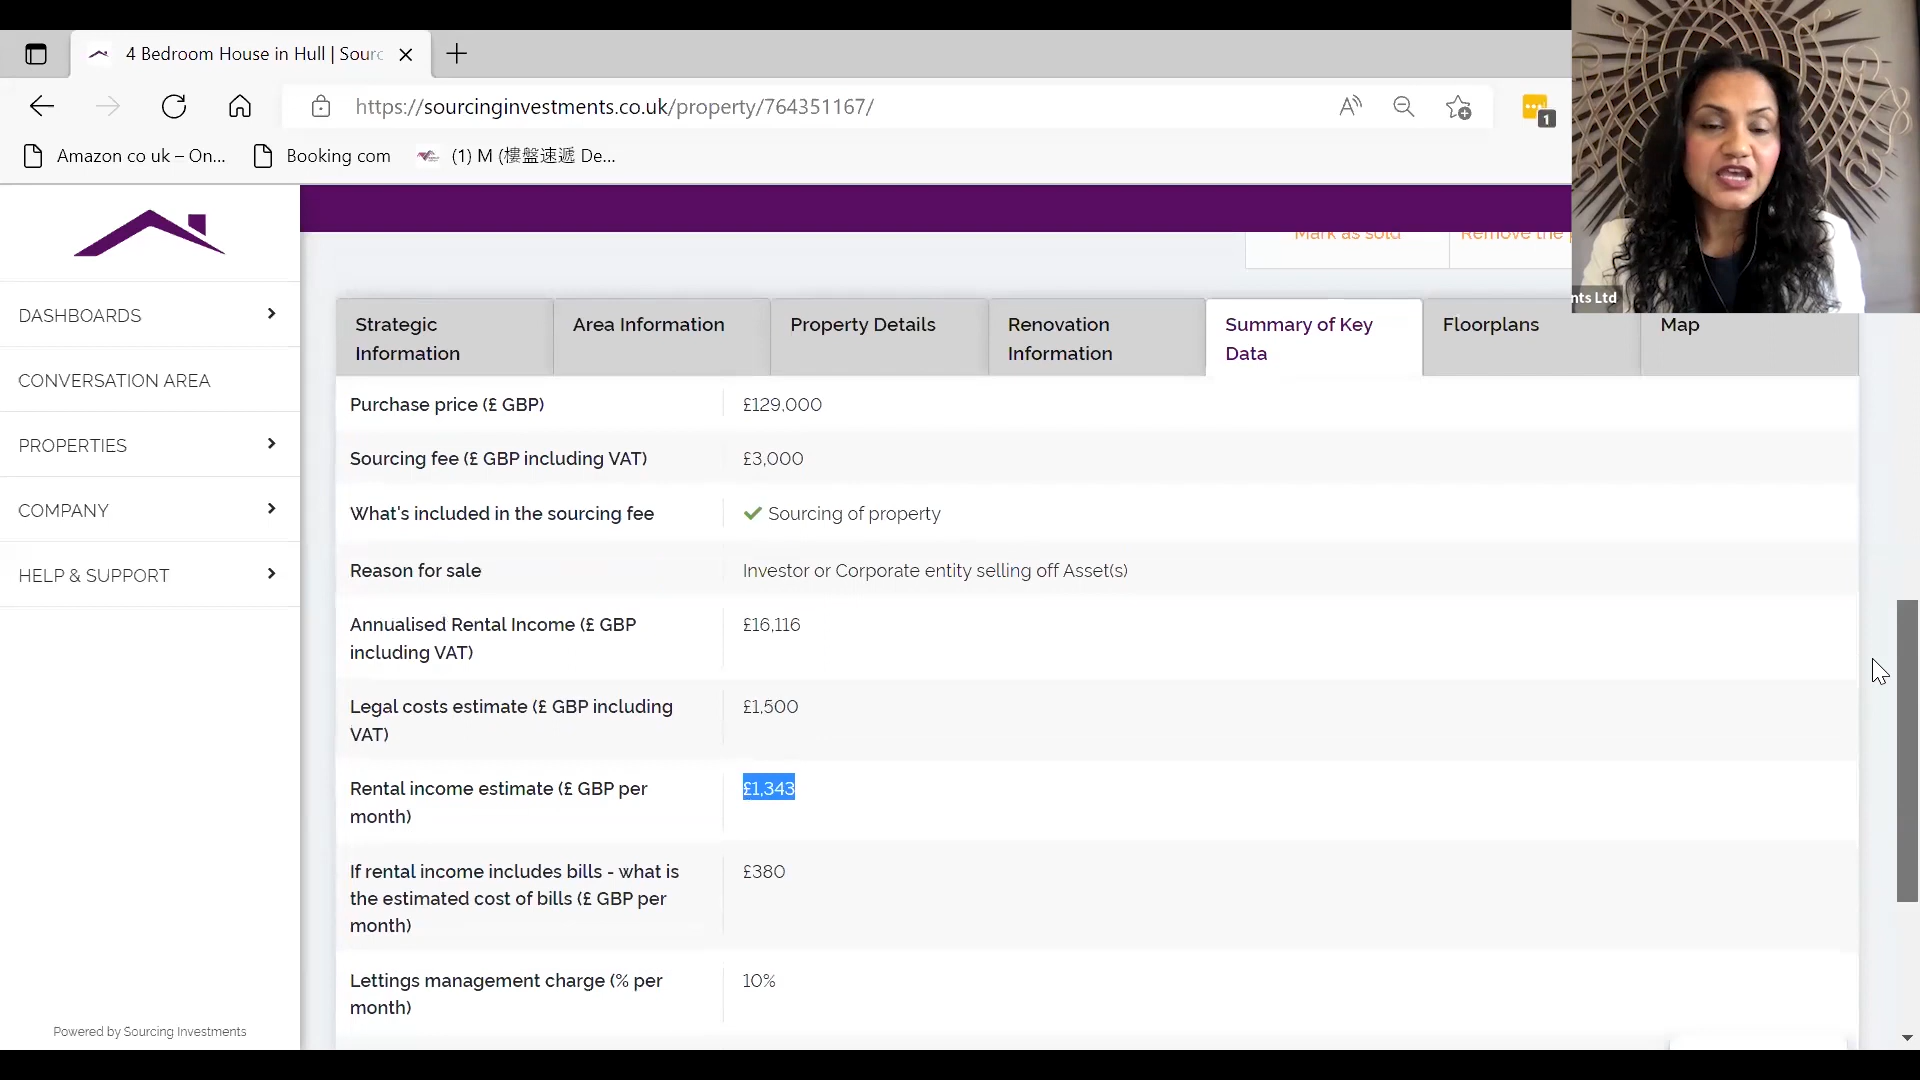 4 Bedroom House in Hull | Sourc
https://sourcinginvestments.co.uk/property/764351167/
1
Amazon co uk – On...
Booking com
(1) M (樓盤速遞 De...
nts Ltd
Mark as sold
Remove the p
DASHBOARDS
CONVERSATION AREA
PROPERTIES
COMPANY
HELP & SUPPORT
Powered by Sourcing Investments
Strategic
Information
Area Information
Property Details
Renovation
Information
Summary of Key
Data
Floorplans
Map
Purchase price (£ GBP)
£129,000
Sourcing fee (£ GBP including VAT)
£3,000
What's included in the sourcing fee
Sourcing of property
Reason for sale
Investor or Corporate entity selling off Asset(s)
Annualised Rental Income (£ GBP
including VAT)
£16,116
Legal costs estimate (£ GBP including
VAT)
£1,500
Rental income estimate (£ GBP per
month)
£1,343
If rental income includes bills - what is
the estimated cost of bills (£ GBP per
month)
£380
Lettings management charge (% per
month)
10%